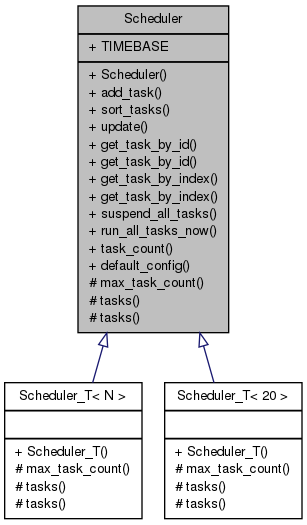 Scheduler
+ TIMEBASE
+ Scheduler()
+ add_task()
+ sort_tasks()
+ update()
+ get_task_by_id()
+ get_task_by_id()
+ get_task_by_index()
+ get_task_by_index()
+ suspend_all_tasks()
+ run_all_tasks_now()
+ task_count()
+ default_config()
# max_task_count()
# tasks()
# tasks()
Scheduler_T< N >
+ Scheduler_T()
# max_task_count()
# tasks()
# tasks()
Scheduler_T< 20 >
+ Scheduler_T()
# max_task_count()
# tasks()
# tasks()